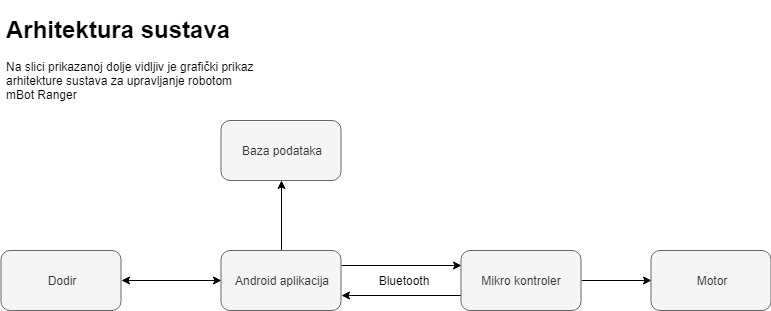 Arhitektura sustava
Na slici prikazanoj dolje vidljiv je grafički prikaz
arhitekture sustava za upravljanje robotom
mBot Ranger
Baza podataka
Dodir
Android aplikacija
Bluetooth
Mikro kontroler
Motor